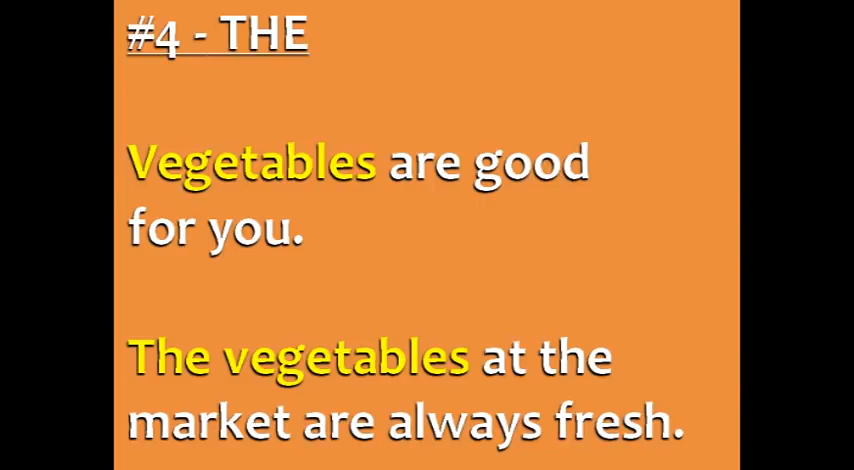 #4 - THE
Vegetables are good
for you.
The vegetables at the
market are always fresh.